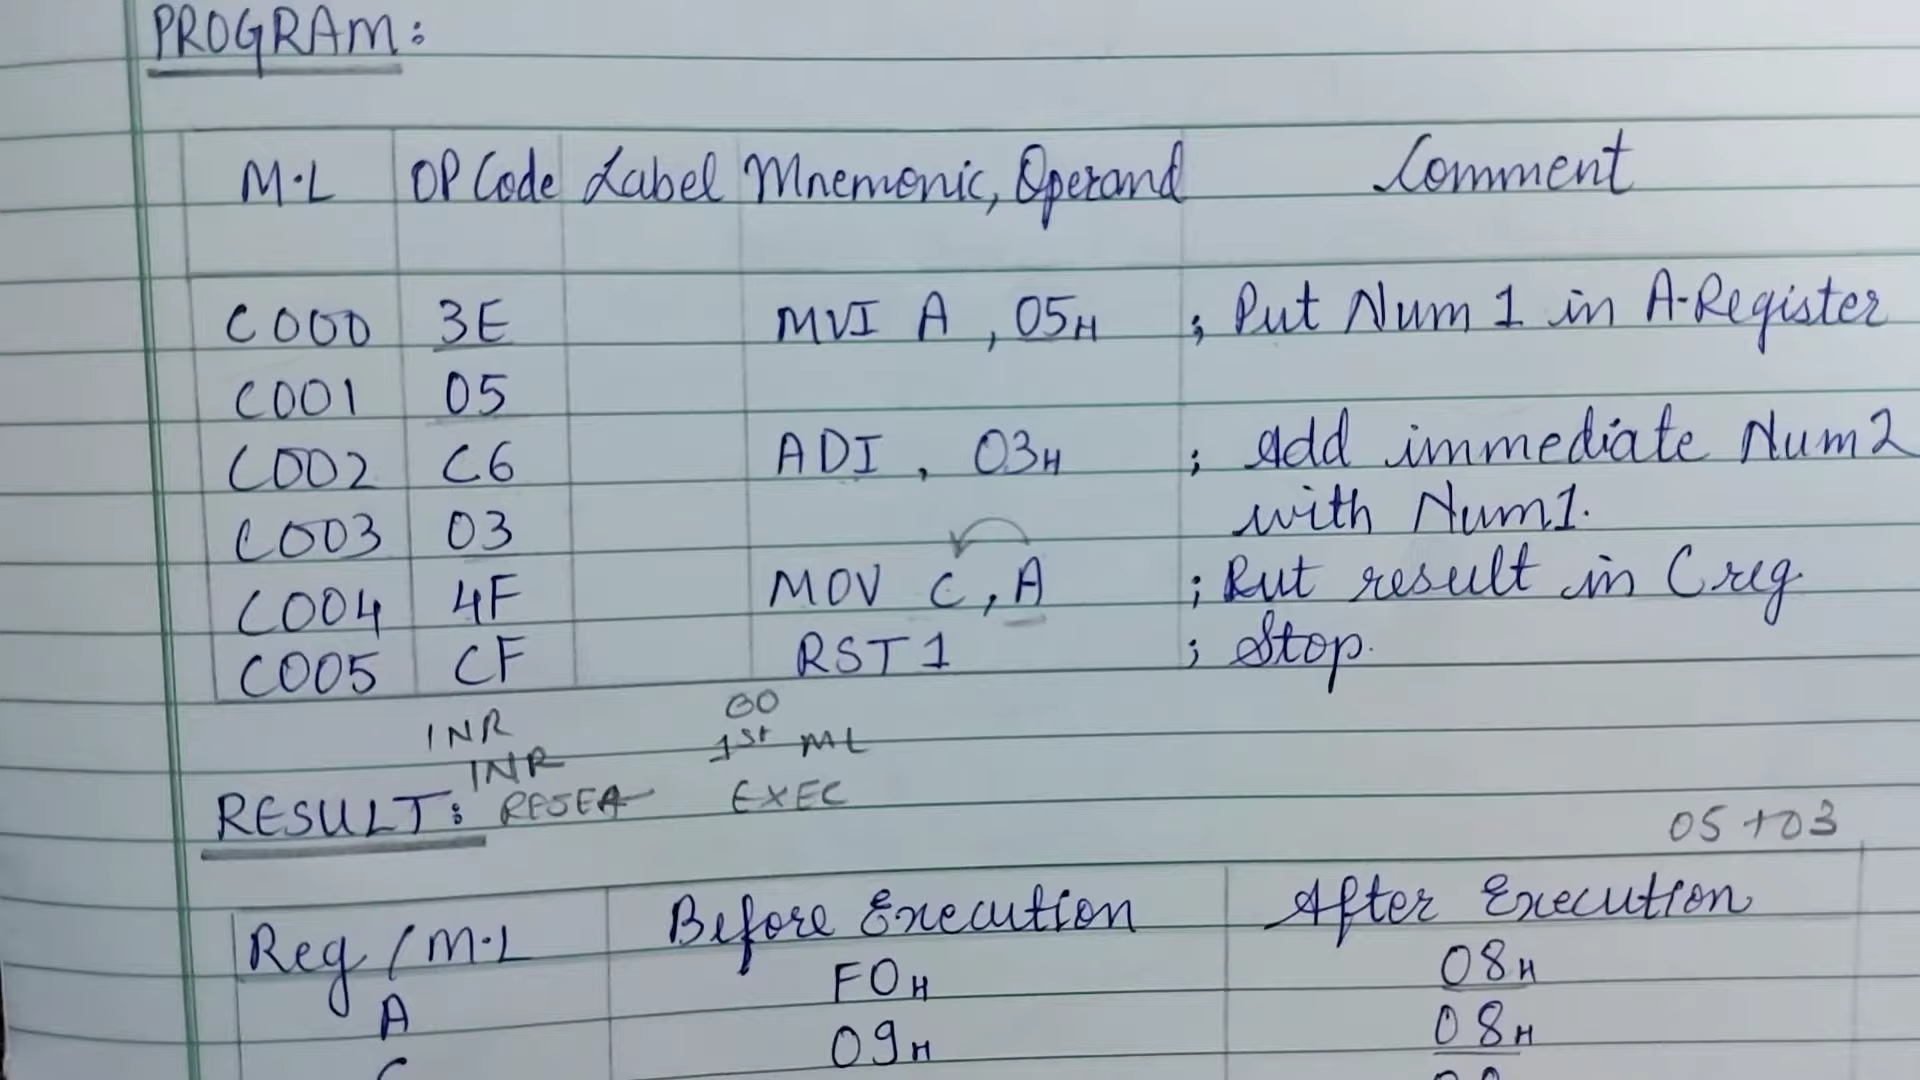 PROGRAM:
M.L OP Code Label Mnemonic, Operand Comment
C000 3E MVI A, 05H ; Put Num 1 in A-Register
C001 05
C002 C6 ADI, 03H ; Add immediate Num2
C003 03 with Num1.
C004 4F MOV C, A ; Put result in C reg.
C005 CF RST 1 ; Stop.
INR GO
INR 1st ML
RESULT: EXEC
05+03
Reg / M.L Before Execution After Execution
A F0H 08H
C 09H 08H